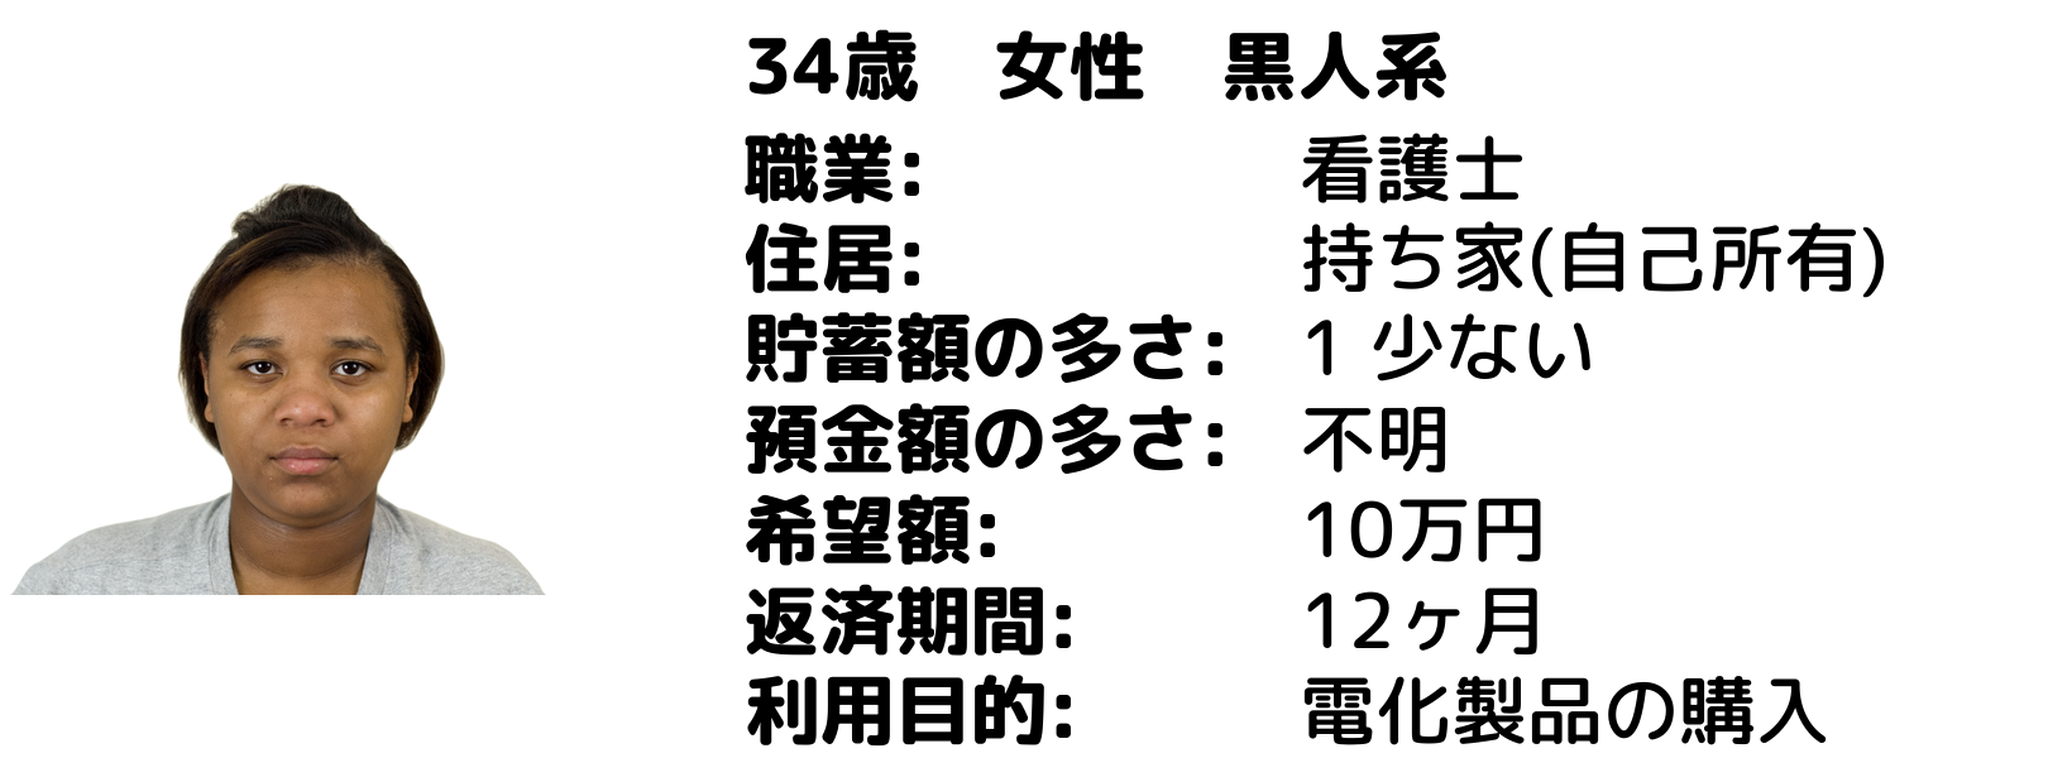 34歳　女性　黒人系
職業: 看護士
住居: 持ち家(自己所有)
貯蓄額の多さ: 1 少ない
預金額の多さ: 不明
希望額: 10万円
返済期間: 12ヶ月
利用目的: 電化製品の購入